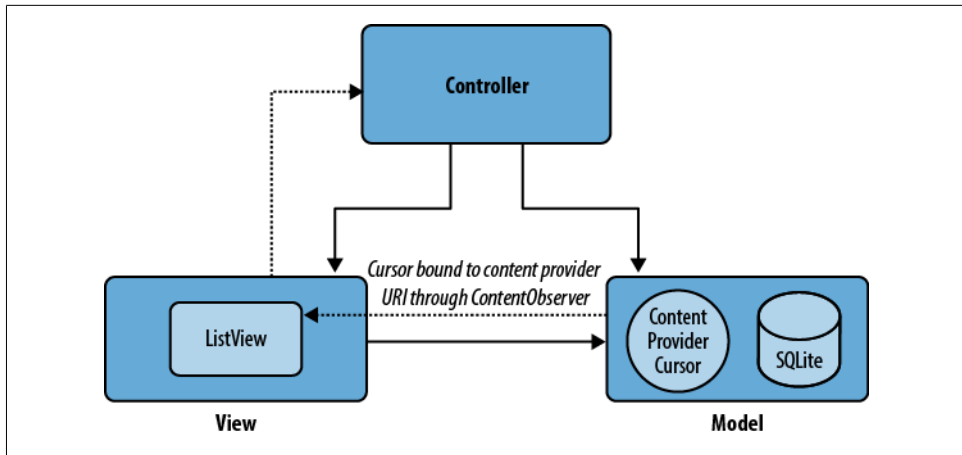 Controller
Cursor bound to content provider
URI through ContentObserver
ListView
Content
Provider
Cursor
SQLite
View
Model